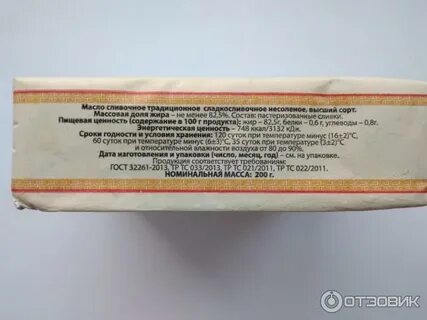 Масло сливочное традиционное сладкосливочное несоленое, высший сорт.
Массовая доля жира – не менее 82,5%. Состав: пастеризованные сливки.
Пищевая ценность (содержание в 100 г продукта): жир – 82,5г, белки – 0,6 г, углеводы – 0,8г.
Энергетическая ценность – 748 ккал/3132 кДж.
Сроки годности и условия хранения: 120 суток при температуре минус (16±2)°С,
60 суток при температуре минус (6±3)°С, 35 суток при температуре (3±2)°С
и относительной влажности воздуха от 80 до 90%.
Дата изготовления и упаковки (число, месяц, год) – см. на упаковке.
Продукция соответствует требованиям:
ГОСТ 32261-2013, ТР ТС 033/2013, ТР ТС 021/2011, ТР ТС 022/2011.
НОМИНАЛЬНАЯ МАССА: 200 г.
ОТЗОВИК